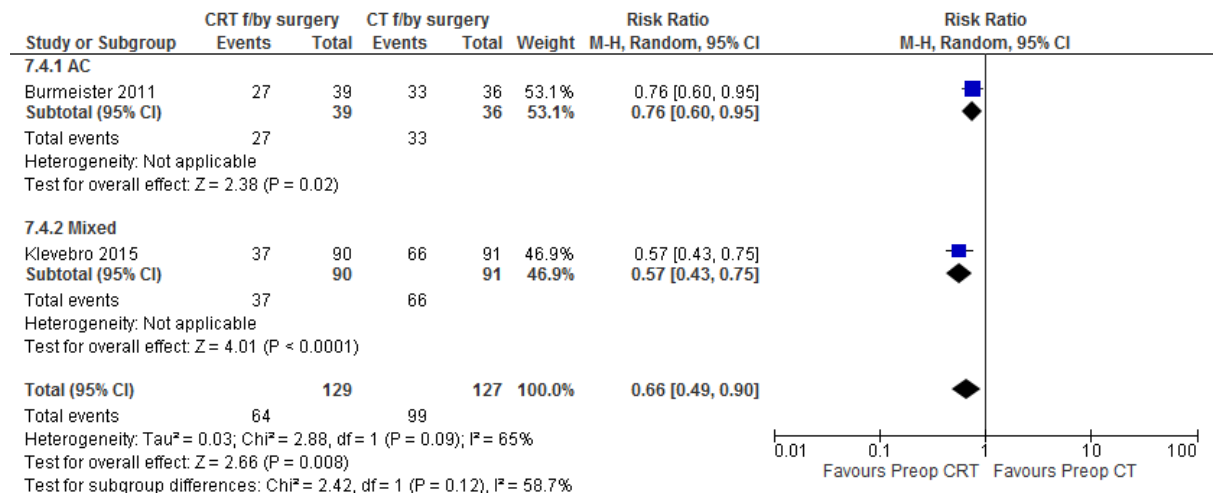 CRT f/by surgery CT f/by surgery Risk Ratio Risk Ratio
Study or Subgroup Events Total Events Total Weight M-H, Random, 95% CI M-H, Random, 95% CI
7.4.1 AC
Burmeister 2011 27 39 33 36 53.1% 0.76 [0.60, 0.95]
Subtotal (95% CI) 39 36 53.1% 0.76 [0.60, 0.95]
Total events 27 33
Heterogeneity: Not applicable
Test for overall effect: Z = 2.38 (P = 0.02)
7.4.2 Mixed
Klevebro 2015 37 90 66 91 46.9% 0.57 [0.43, 0.75]
Subtotal (95% CI) 90 91 46.9% 0.57 [0.43, 0.75]
Total events 37 66
Heterogeneity: Not applicable
Test for overall effect: Z = 4.01 (P < 0.0001)
Total (95% CI) 129 127 100.0% 0.66 [0.49, 0.90]
Total events 64 99
Heterogeneity: Tau² = 0.03; Chi² = 2.88, df = 1 (P = 0.09); I² = 65%
Test for overall effect: Z = 2.66 (P = 0.008)
Test for subgroup differences: Chi² = 2.42, df = 1 (P = 0.12), I² = 58.7%
0.01 0.1 1 10 100
Favours Preop CRT Favours Preop CT